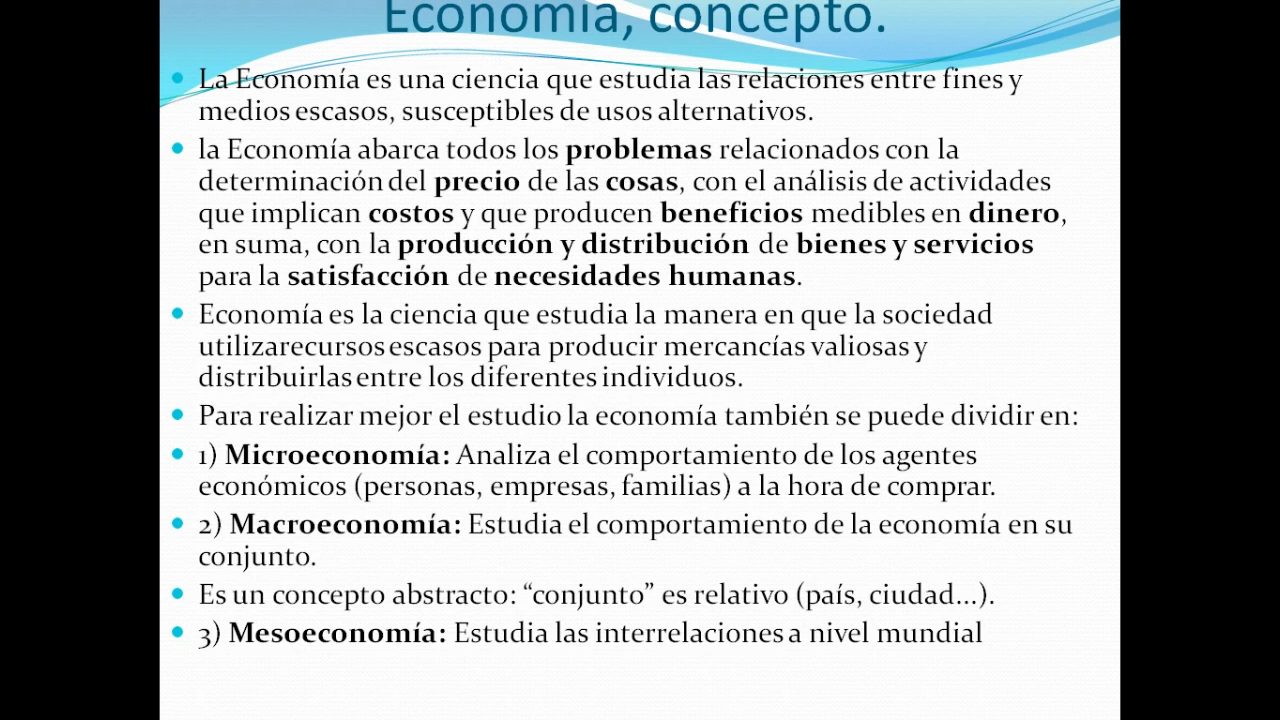 Economía, concepto.
La Economía es una ciencia que estudia las relaciones entre fines y
medios escasos, susceptibles de usos alternativos.
la Economía abarca todos los problemas relacionados con la
determinación del precio de las cosas, con el análisis de actividades
que implican costos y que producen beneficios medibles en dinero,
en suma, con la producción y distribución de bienes y servicios
para la satisfacción de necesidades humanas.
Economía es la ciencia que estudia la manera en que la sociedad
utilizarecursos escasos para producir mercancías valiosas y
distribuirlas entre los diferentes individuos.
Para realizar mejor el estudio la economía también se puede dividir en:
1) Microeconomía: Analiza el comportamiento de los agentes
económicos (personas, empresas, familias) a la hora de comprar.
2) Macroeconomía: Estudia el comportamiento de la economía en su
conjunto.
Es un concepto abstracto: “conjunto” es relativo (país, ciudad...).
3) Mesoeconomía: Estudia las interrelaciones a nivel mundial